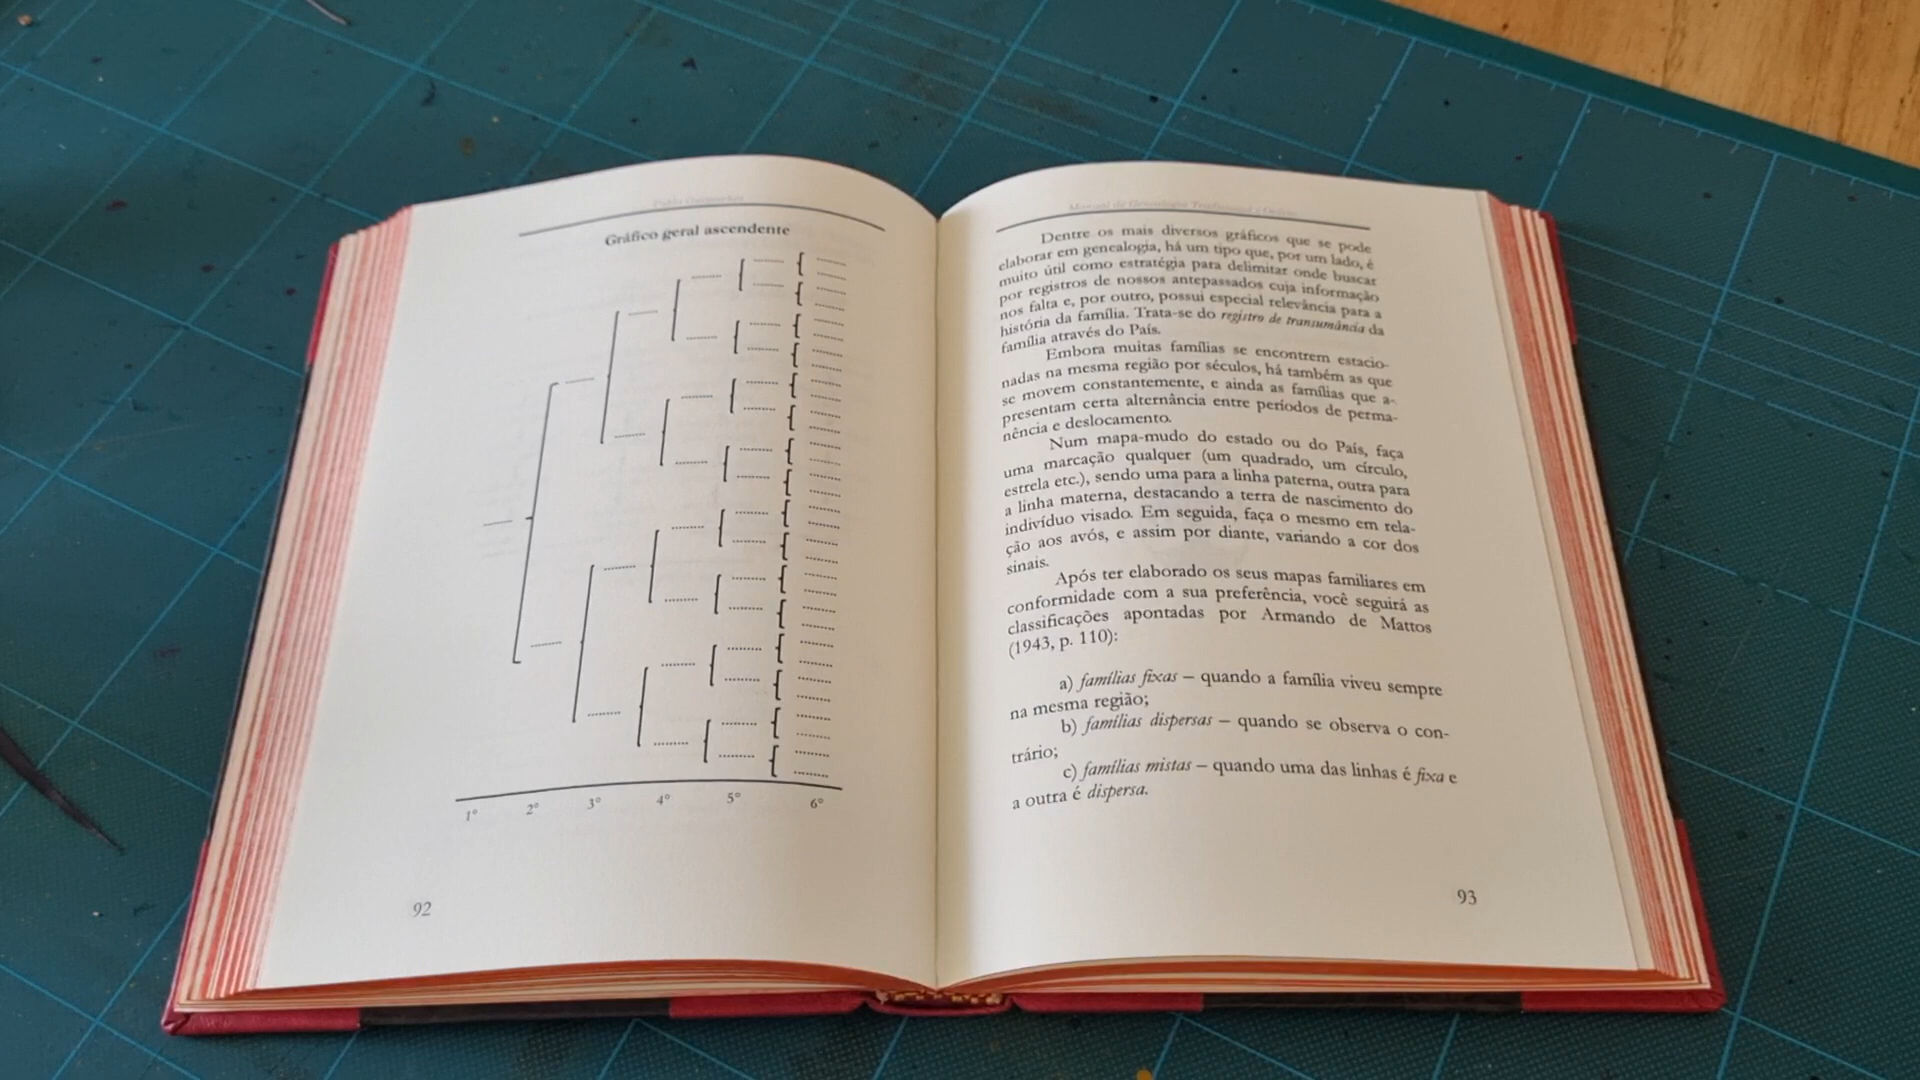 Gráfico geral ascendente
1º 2º 3º 4º 5º 6º
92
Manual de Genealogia Tradicional
Dentre os mais diversos gráficos que se pode
elaborar em genealogia, há um tipo que, por um lado, é
muito útil como estratégia para delimitar onde buscar
por registros de nossos antepassados cuja informação
nos falta e, por outro, possui especial relevância para a
história da família. Trata-se do registro de transumância da
família através do País.
Embora muitas famílias se encontrem estacio-
nadas na mesma região por séculos, há também as que
se movem constantemente, e ainda as famílias que a-
presentam certa alternância entre períodos de perma-
nência e deslocamento.
Num mapa-mudo do estado ou do País, faça
uma marcação qualquer (um quadrado, um círculo,
estrela etc.), sendo uma para a linha paterna, outra para
a linha materna, destacando a terra de nascimento do
indivíduo visado. Em seguida, faça o mesmo em rela-
ção aos avós, e assim por diante, variando a cor dos
sinais.
Após ter elaborado os seus mapas familiares em
conformidade com a sua preferência, você seguirá as
classificações apontadas por Armando de Mattos
(1943, p. 110):
a) famílias fixas – quando a família viveu sempre
na mesma região;
b) famílias dispersas – quando se observa o con-
trário;
c) famílias mistas – quando uma das linhas é fixa e
a outra é dispersa.
93